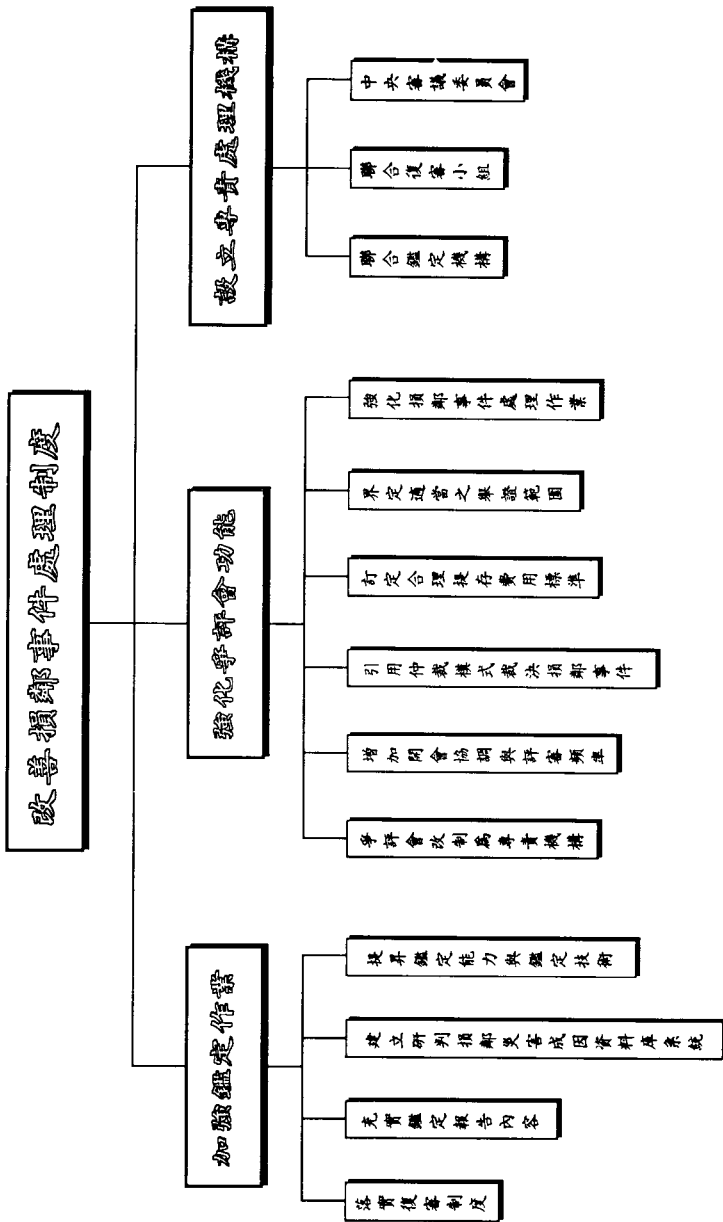 改善損鄰事件處理制度
加強鑑定作業
強化爭評會功能
設立專責處理機構
落實復審制度
充實鑑定報告內容
建立研判損鄰災害成因資料庫系統
提昇鑑定能力與鑑定技術
爭評會改制為專責機構
增加開會協調與評審頻率
引用仲裁模式裁決損鄰事件
訂定合理提存費用標準
界定適當之舉證範圍
強化損鄰事件處理作業
聯合鑑定機構
聯合復審小組
中央審議委員會